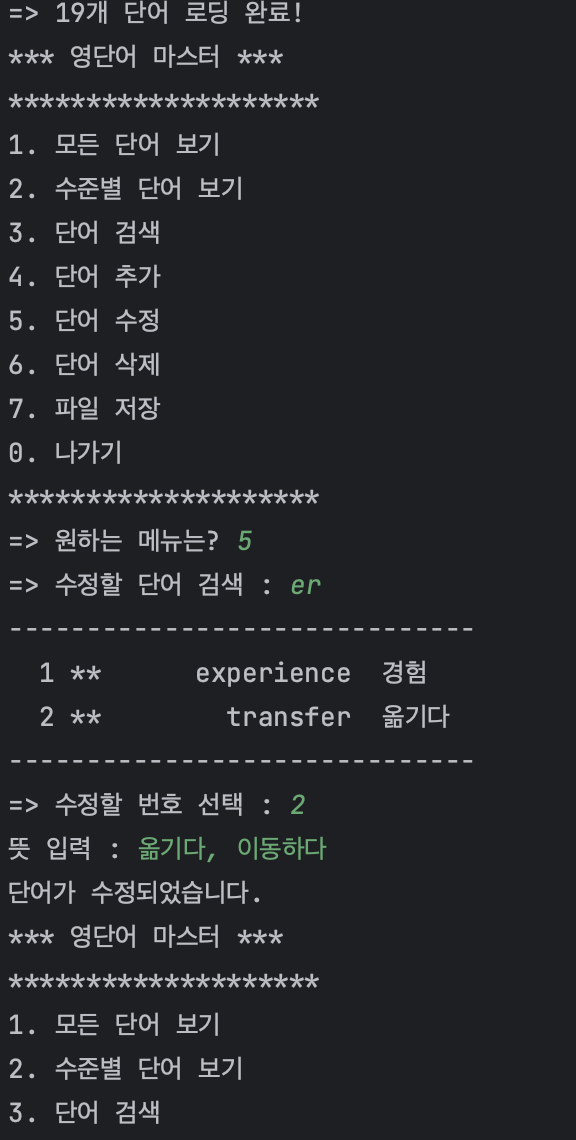 => 19개 단어 로딩 완료!
*** 영단어 마스터 ***
********************
1. 모든 단어 보기
2. 수준별 단어 보기
3. 단어 검색
4. 단어 추가
5. 단어 수정
6. 단어 삭제
7. 파일 저장
0. 나가기
********************
=> 원하는 메뉴는? 5
=> 수정할 단어 검색 : er
------------------------------
  1 **      experience  경험
  2 **        transfer  옮기다
------------------------------
=> 수정할 번호 선택 : 2
뜻 입력 : 옮기다, 이동하다
단어가 수정되었습니다.
*** 영단어 마스터 ***
********************
1. 모든 단어 보기
2. 수준별 단어 보기
3. 단어 검색